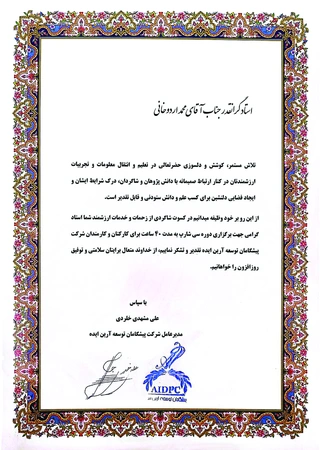 استاد گرانقدر جناب آقای محمد اردوخانی
تلاش مستمر، کوشش و دلسوزی حضرتعالی در تعلیم و انتقال معلومات و تجربیات
ارزشمندتان در کنار ارتباط صمیمانه با دانش پژوهان و شاگردان، درک شرایط ایشان و
ایجاد فضایی دلنشین برای کسب علم و دانش ستودنی و قابل تقدیر است.
از این رو بر خود وظیفه میدانیم در کسوت شاگردی از زحمات و خدمات ارزشمند شما استاد
گرامی جهت برگزاری دوره سی شارپ به مدت ۴۰ ساعت برای کارکنان و کارمندان شرکت
پیشگامان توسعه آرین ایده تقدیر و تشکر نماییم. از خداوند متعال برایتان سلامتی و توفیق
روزافزون را خواهانیم.
با سپاس
علی مشهدی خلردی
مدیرعامل شرکت پیشگامان توسعه آرین ایده
AIDPC